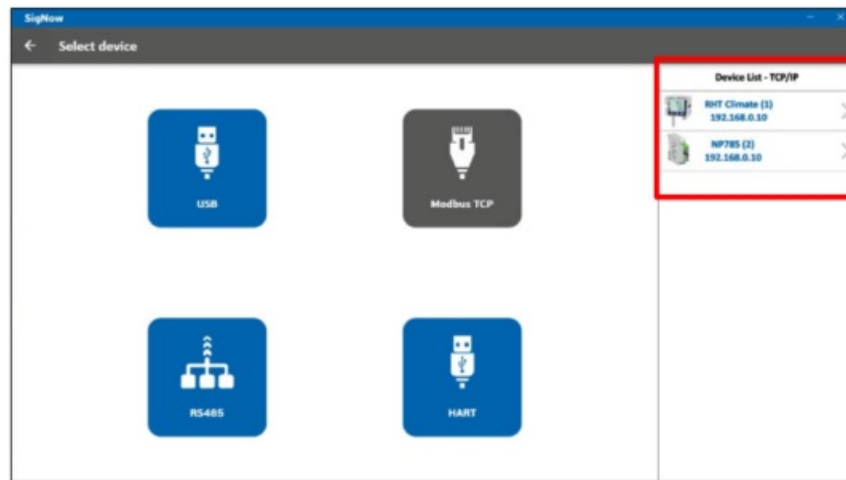 SigNow
Select device
Device List - TCP/IP
RHT Climate (1)
192.168.0.10
NP785 (2)
192.168.0.10
USB
Modbus TCP
RS485
HART